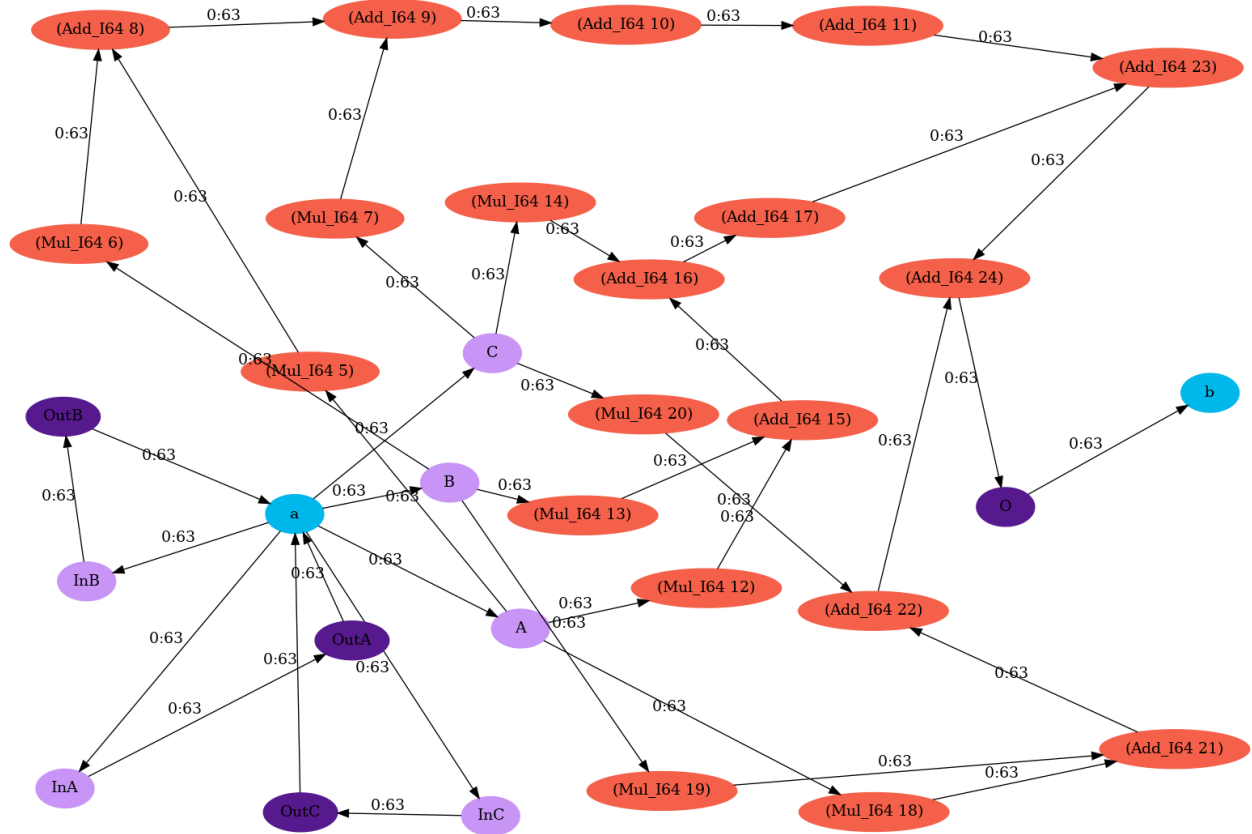 0:63
0:63
0:63
(Add_I64 8)
(Add_I64 9)
(Add_I64 10)
(Add_I64 11)
0:63
(Add_I64 23)
0:63
0:63
0:63
0:63
0:63
(Mul_I64 14)
(Mul_I64 7)
(Add_I64 17)
0:63
(Mul_I64 6)
0:63
0:63
0:63
(Add_I64 16)
(Add_I64 24)
0:63
C
0:63
0:63
(Mul_I64 5)
0:63
0:63
b
OutB
(Mul_I64 20)
(Add_I64 15)
0:63
0:63
0:63
0:63
0:63
B
0:63
0:63
0:63
0:63
0:63
a
(Mul_I64 13)
O
0:63
0:63
0:63
0:63
InB
(Mul_I64 12)
0:63
(Add_I64 22)
0:63
A
0:63
OutA
0:63
0:63
0:63
0:63
0:63
(Add_I64 21)
0:63
0:63
InA
(Mul_I64 19)
0:63
OutC
InC
(Mul_I64 18)